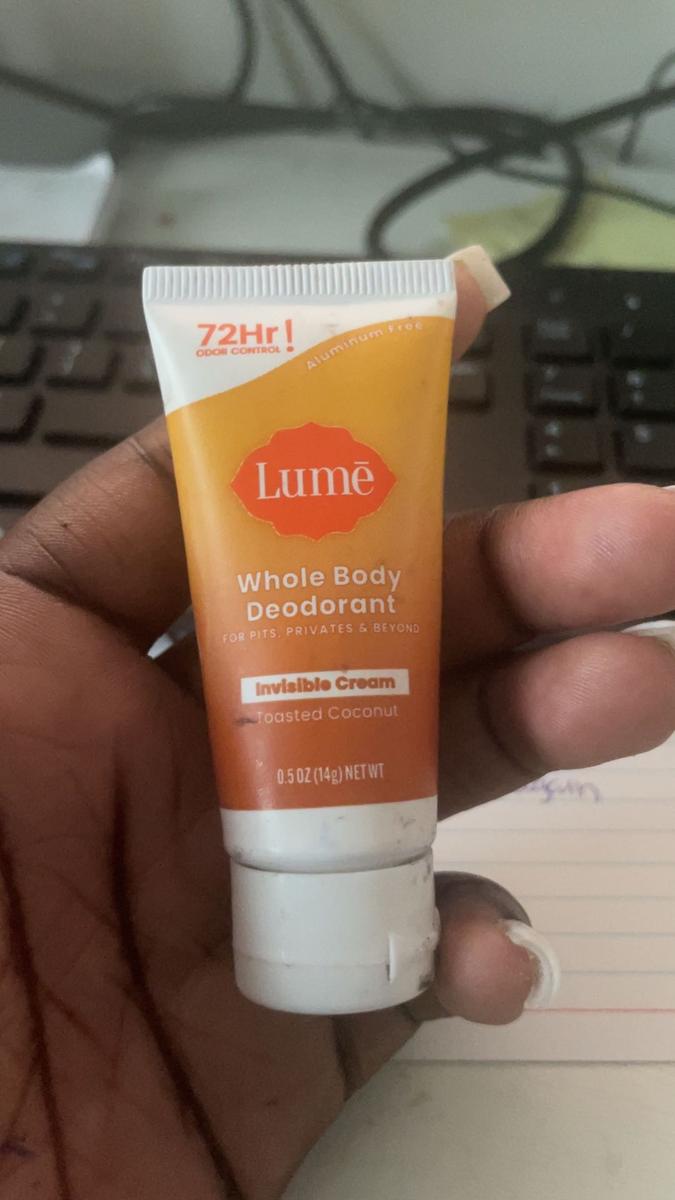 72Hr!
ODOR CONTROL
Aluminum Free
Lumē
Whole Body
Deodorant
FOR PITS, PRIVATES & BEYOND
Invisible Cream
Toasted Coconut
0.5 OZ (14g) NET WT